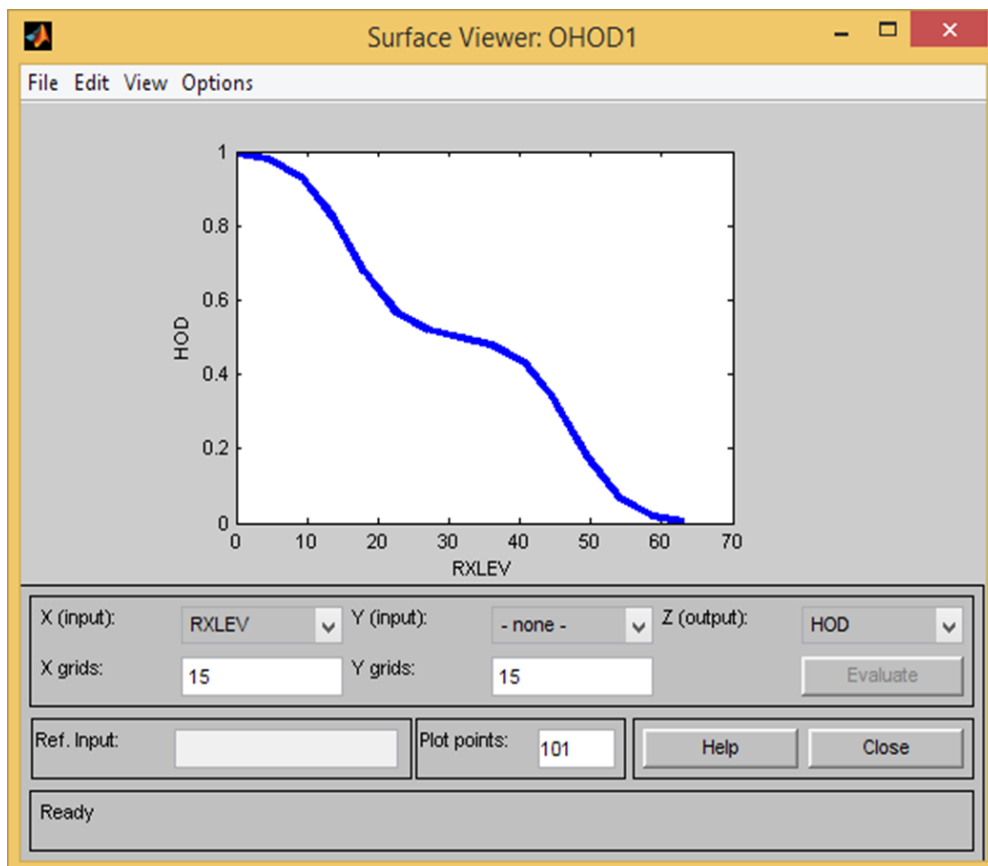 Surface Viewer: OHOD1
File Edit View Options
1
0.8
0.6
0.4
0.2
0
HOD
0 10 20 30 40 50 60 70
RXLEV
X (input): RXLEV Y (input): - none - Z (output): HOD
X grids: 15 Y grids: 15 Evaluate
Ref. Input: Plot points: 101 Help Close
Ready